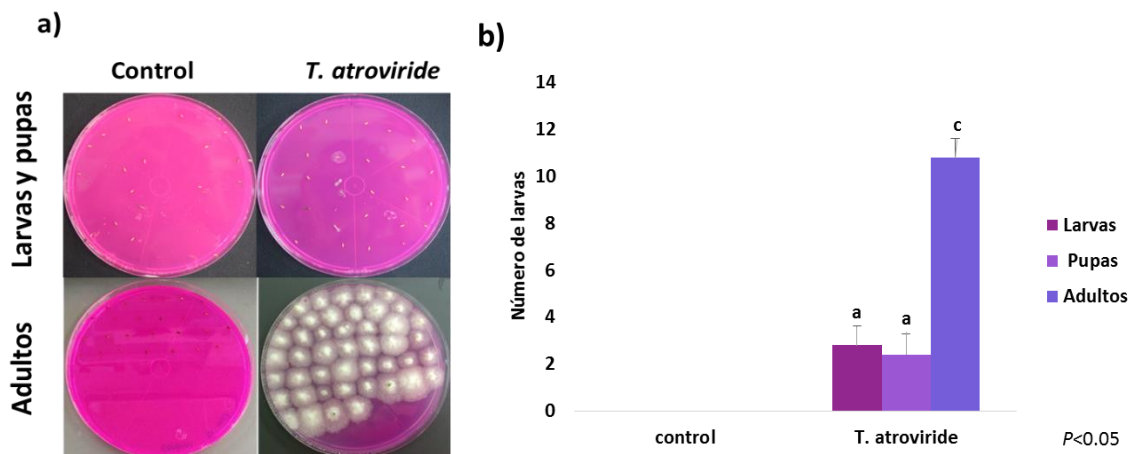 a)
Control
T. atroviride
Larvas y pupas
Adultos
b)
Número de larvas
14
12
10
8
6
4
2
0
a
a
c
control
T. atroviride
Larvas
Pupas
Adultos
P<0.05